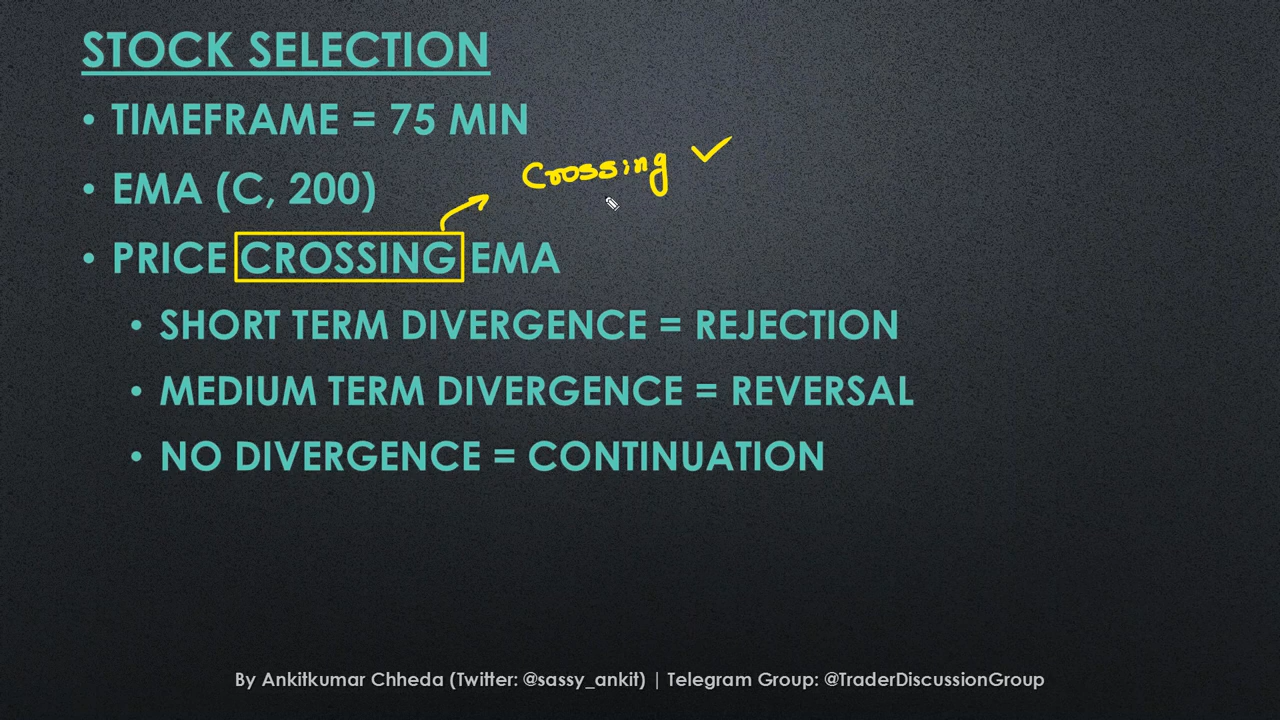 STOCK SELECTION
• TIMEFRAME = 75 MIN
• EMA (C, 200)
Crossing ✓
• PRICE CROSSING EMA
• SHORT TERM DIVERGENCE = REJECTION
• MEDIUM TERM DIVERGENCE = REVERSAL
• NO DIVERGENCE = CONTINUATION
By Ankitkumar Chheda (Twitter: @sassy_ankit) | Telegram Group: @TraderDiscussionGroup